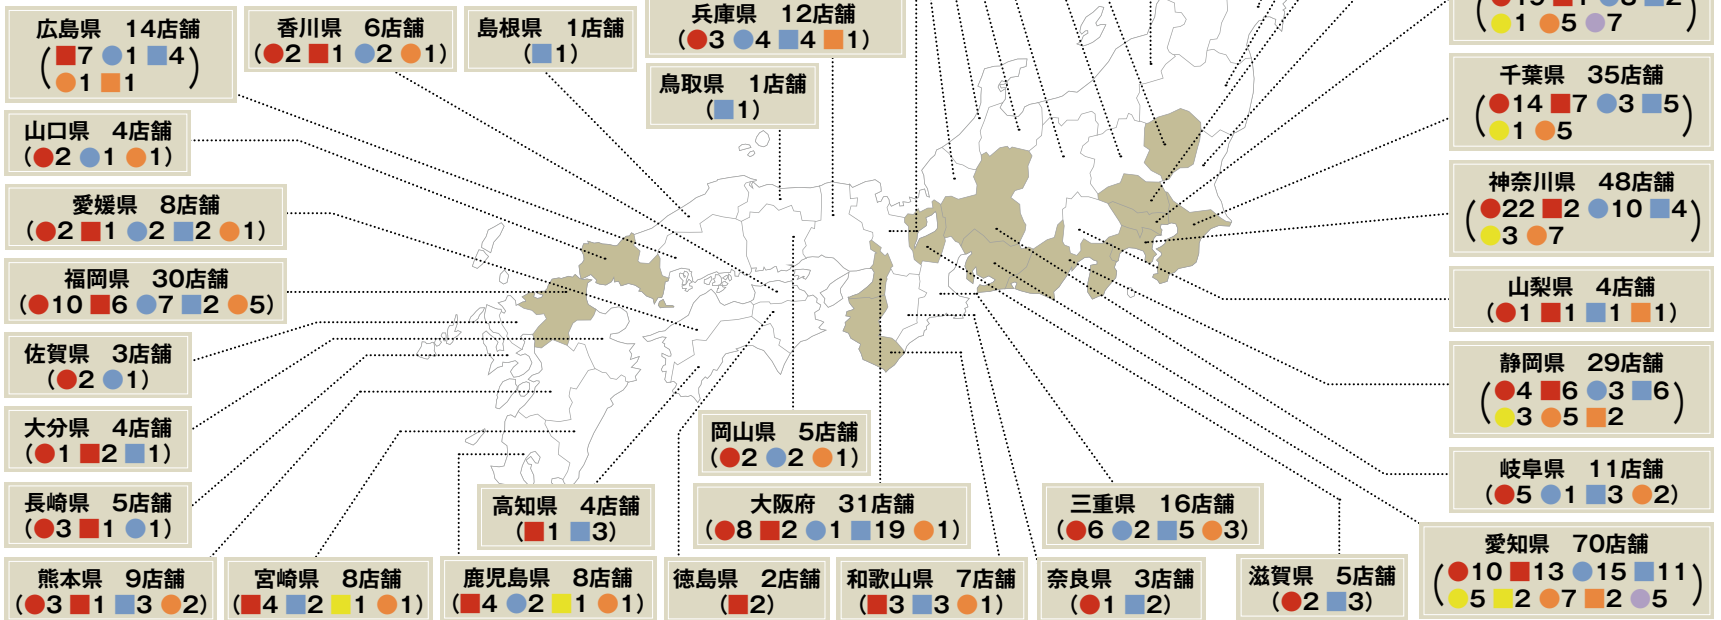 広島県 14店舗
(■7 ●1 ■4
●1 ■1)
香川県 6店舗
(●2 ■1 ●2 ●1)
島根県 1店舗
(■1)
兵庫県 12店舗
(●3 ●4 ■4 ■1)
鳥取県 1店舗
(■1)
山口県 4店舗
(●2 ●1 ●1)
愛媛県 8店舗
(●2 ■1 ●2 ■2 ●1)
福岡県 30店舗
(●10 ■6 ●7 ■2 ●5)
佐賀県 3店舗
(●2 ●1)
大分県 4店舗
(●1 ■2 ■1)
長崎県 5店舗
(●3 ■1 ●1)
熊本県 9店舗
(●3 ■1 ■3 ●2)
宮崎県 8店舗
(■4 ■2 ■1 ●1)
鹿児島県 8店舗
(■4 ●2 ■1 ●1)
高知県 4店舗
(■1 ■3)
徳島県 2店舗
(■2)
岡山県 5店舗
(●2 ●2 ●1)
大阪府 31店舗
(●8 ■2 ●1 ■19 ●1)
和歌山県 7店舗
(■3 ■3 ●1)
奈良県 3店舗
(●1 ■2)
三重県 16店舗
(●6 ●2 ■5 ●3)
滋賀県 5店舗
(●2 ■3)
●1 ●5 ●7)
千葉県 35店舗
(●14 ■7 ●3 ■5
●1 ●5)
神奈川県 48店舗
(●22 ■2 ●10 ■4
●3 ●7)
山梨県 4店舗
(●1 ■1 ■1 ■1)
静岡県 29店舗
(●4 ■6 ●3 ■6
●3 ●5 ■2)
岐阜県 11店舗
(●5 ●1 ■3 ●2)
愛知県 70店舗
(●10 ■13 ●15 ■11
●5 ■2 ●7 ■2 ●5)